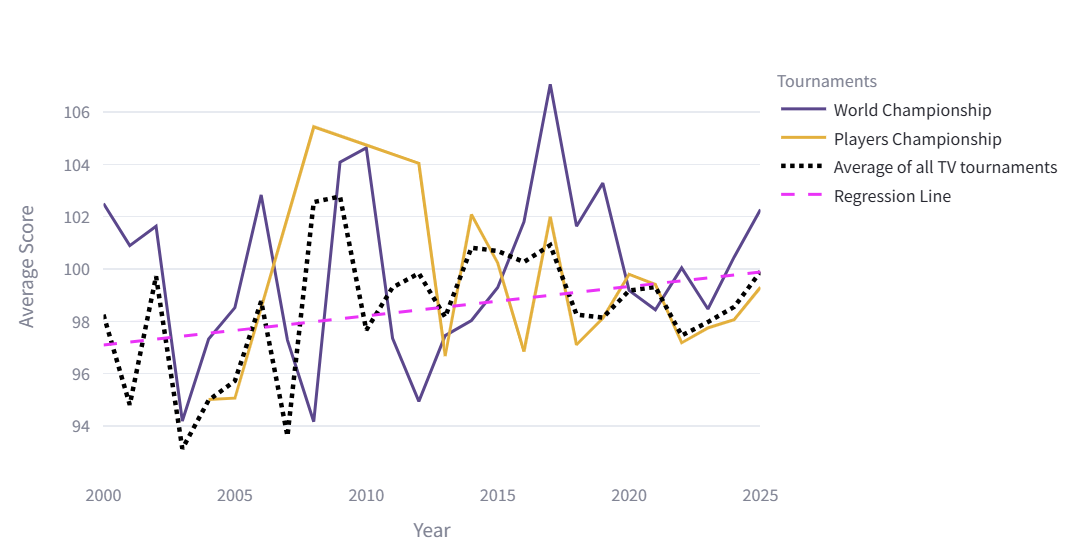 Tournaments
World Championship
Players Championship
Average of all TV tournaments
Regression Line
Average Score
106
104
102
100
98
96
94
2000 2005 2010 2015 2020 2025
Year